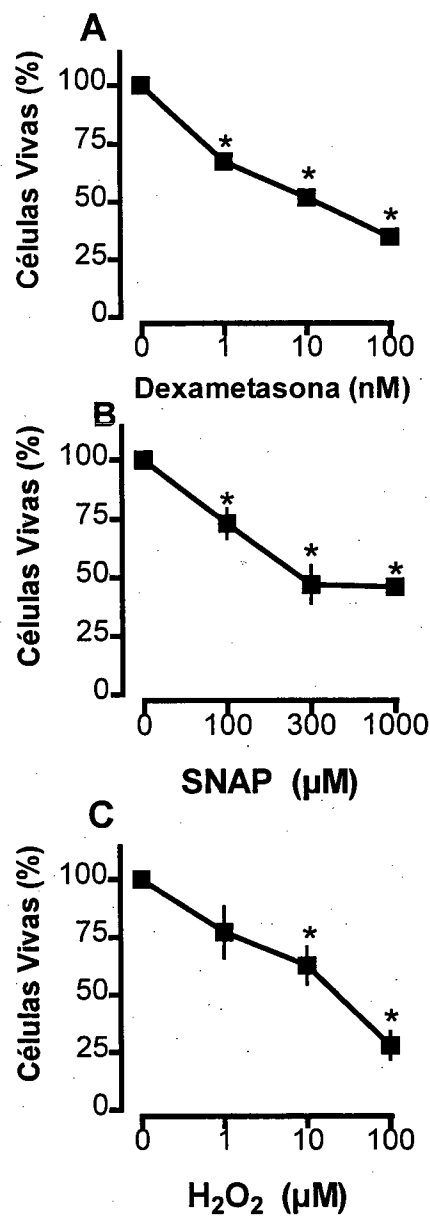 A
Células Vivas (%)
100
75
50
25
0
*
*
*
0 1 10 100
Dexametasona (nM)
B
Células Vivas (%)
100
75
50
25
0
*
*
*
0 100 300 1000
SNAP (µM)
C
Células Vivas (%)
100
75
50
25
0
*
*
0 1 10 100
H₂O₂ (µM)